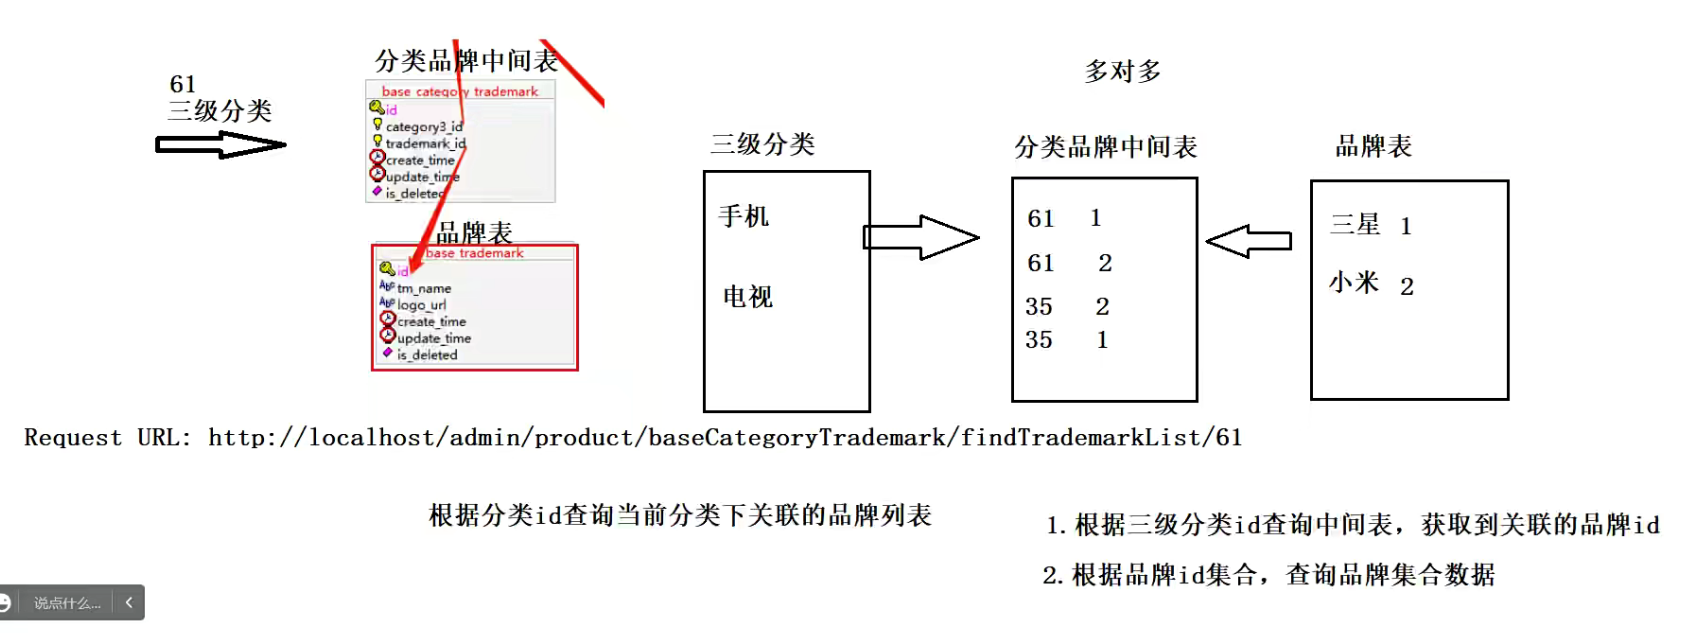 61
三级分类
分类品牌中间表
base category trademark
id
category3_id
trademark_id
create_time
update_time
is_deleted
品牌表
base trademark
id
tm_name
logo_url
create_time
update_time
is_deleted
多对多
三级分类
手机
电视
分类品牌中间表
61 1
61 2
35 2
35 1
品牌表
三星 1
小米 2
Request URL: http://localhost/admin/product/baseCategoryTrademark/findTrademarkList/61
根据分类id查询当前分类下关联的品牌列表
1.根据三级分类id查询中间表，获取到关联的品牌id
2.根据品牌id集合，查询品牌集合数据
说点什么...